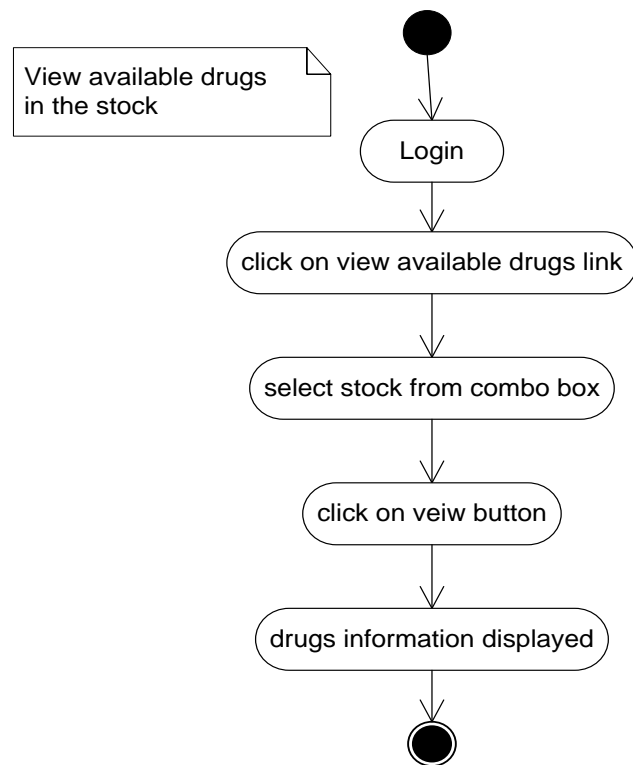 View available drugs
in the stock
Login
click on view available drugs link
select stock from combo box
click on veiw button
drugs information displayed